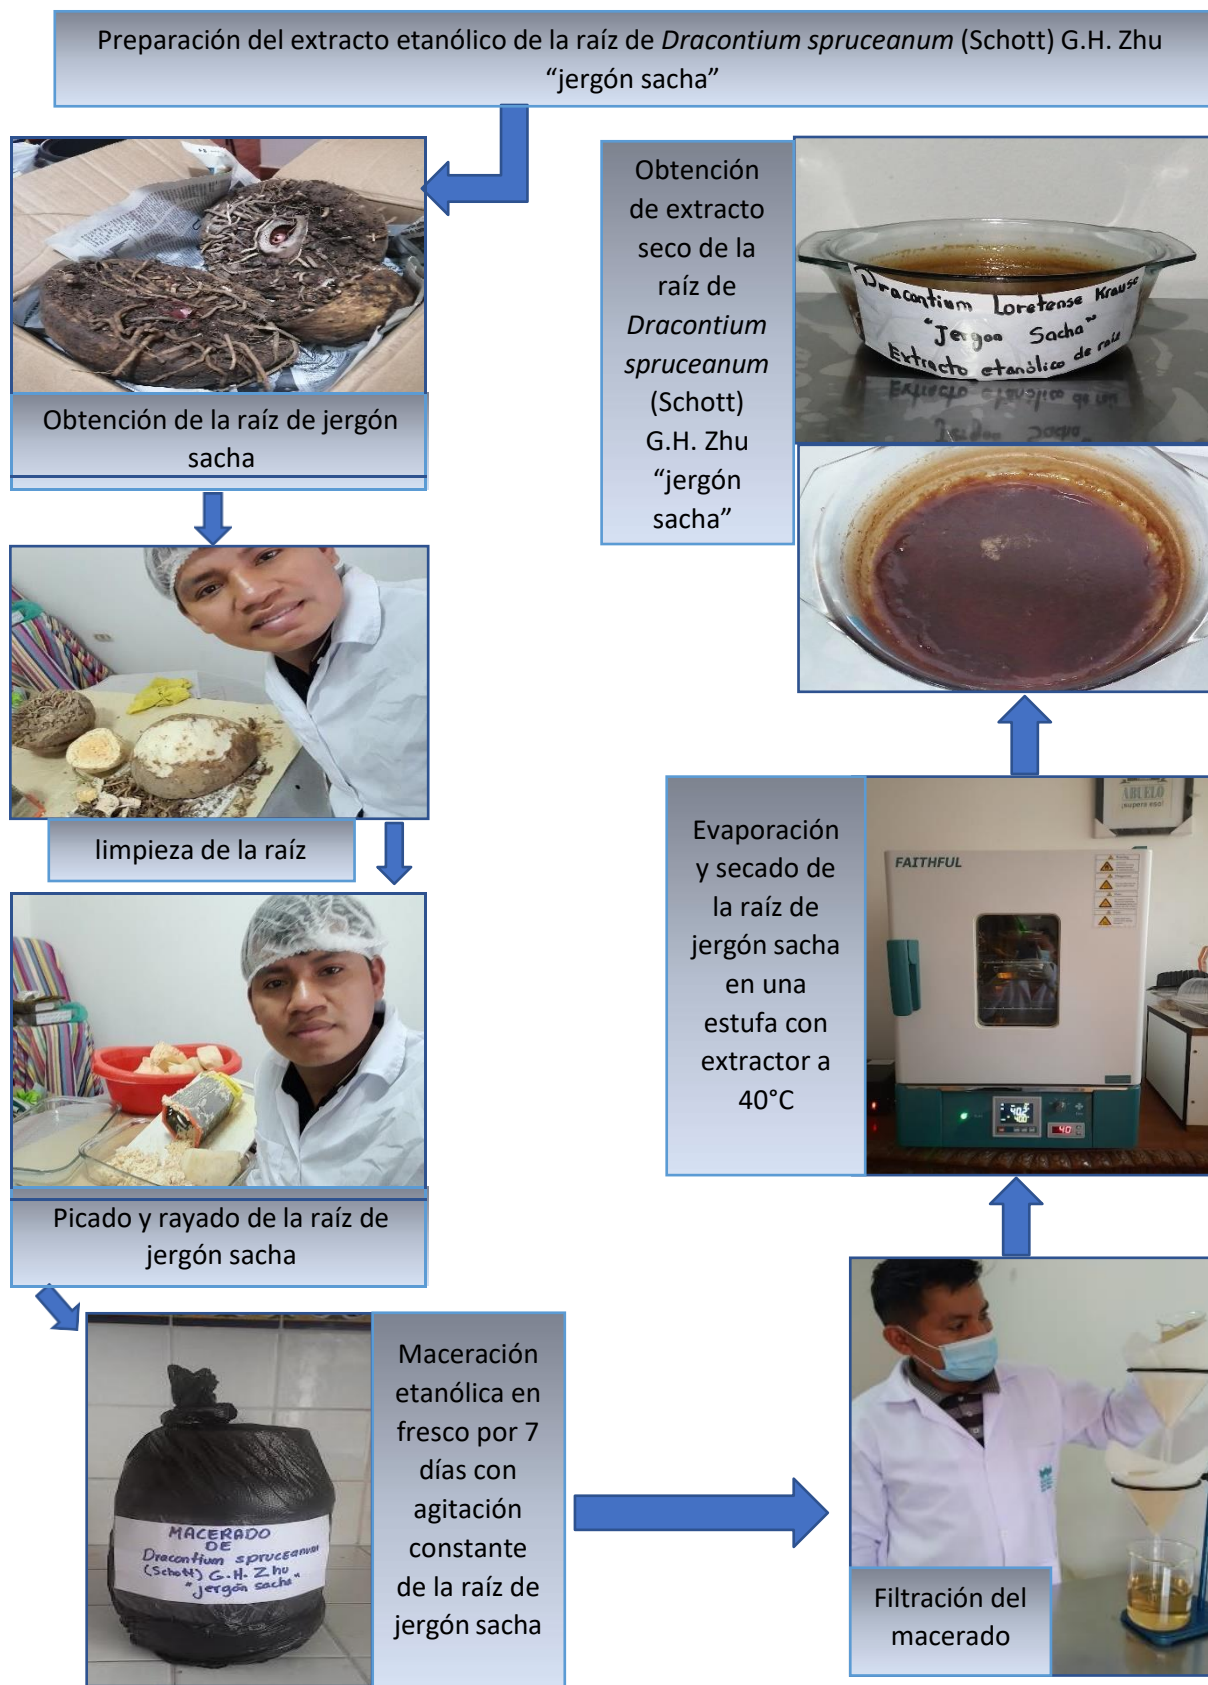 Preparación del extracto etanólico de la raíz de Dracontium spruceanum (Schott) G.H. Zhu
“jergón sacha”
Obtención de la raíz de jergón
sacha
limpieza de la raíz
Picado y rayado de la raíz de
jergón sacha
MACERADO
DE
Dracontium spruceanum
(Schott) G.H. Zhu
"jergón sacha"
Maceración
etanólica en
fresco por 7
días con
agitación
constante
de la raíz de
jergón sacha
Filtración del
macerado
Evaporación
y secado de
la raíz de
jergón sacha
en una
estufa con
extractor a
40°C
ABUELO
¡supera eso!
FAITHFUL
402
400
40
Obtención
de extracto
seco de la
raíz de
Dracontium
spruceanum
(Schott)
G.H. Zhu
“jergón
sacha”
Dracontium Loretense Krause
"Jergon Sacha"
Extracto etanólico de raíz